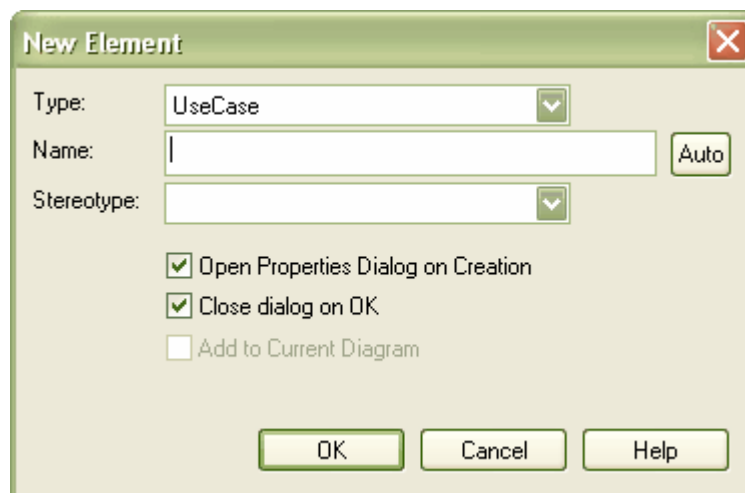 New Element
Type: UseCase
Name: Auto
Stereotype:
Open Properties Dialog on Creation
Close dialog on OK
Add to Current Diagram
OK Cancel Help